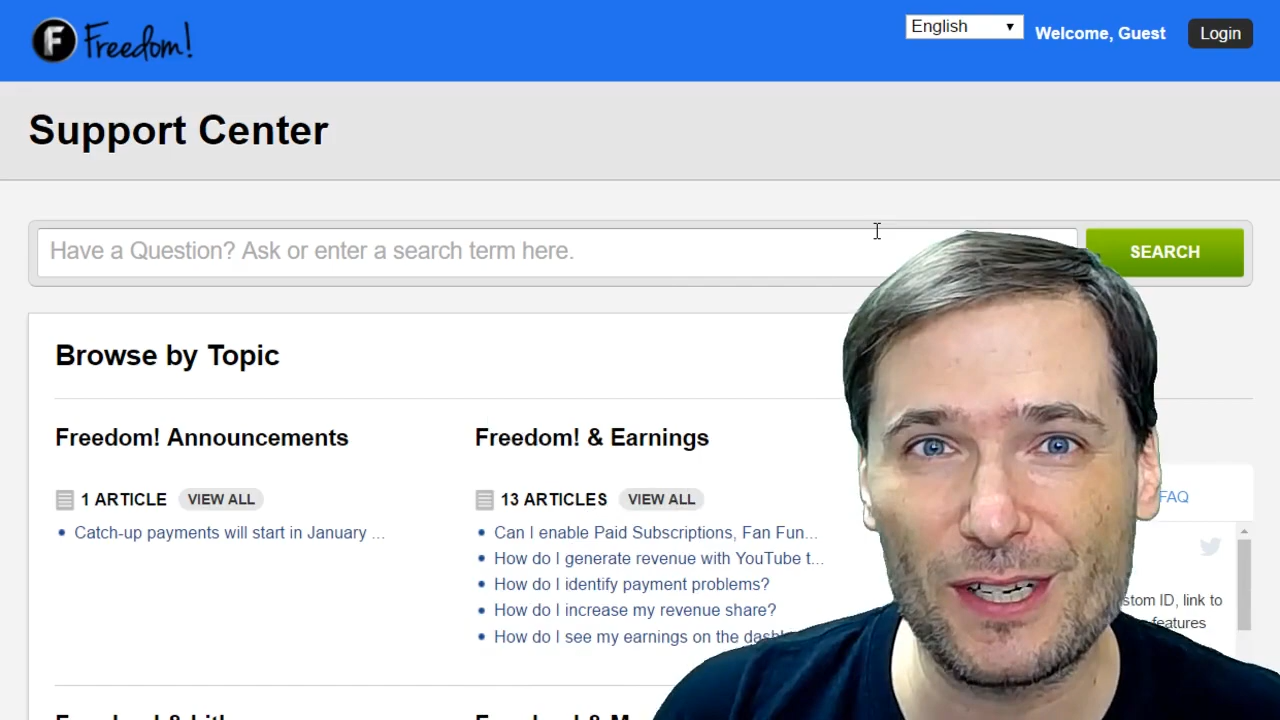 F Freedom!
English
Welcome, Guest
Login
Support Center
Have a Question? Ask or enter a search term here.
SEARCH
Browse by Topic
Freedom! Announcements
1 ARTICLE VIEW ALL
Catch-up payments will start in January ...
Freedom! & Earnings
13 ARTICLES VIEW ALL
Can I enable Paid Subscriptions, Fan Fun...
How do I generate revenue with YouTube t...
How do I identify payment problems?
How do I increase my revenue share?
How do I see my earnings on the
FAQ
ID, link to
features